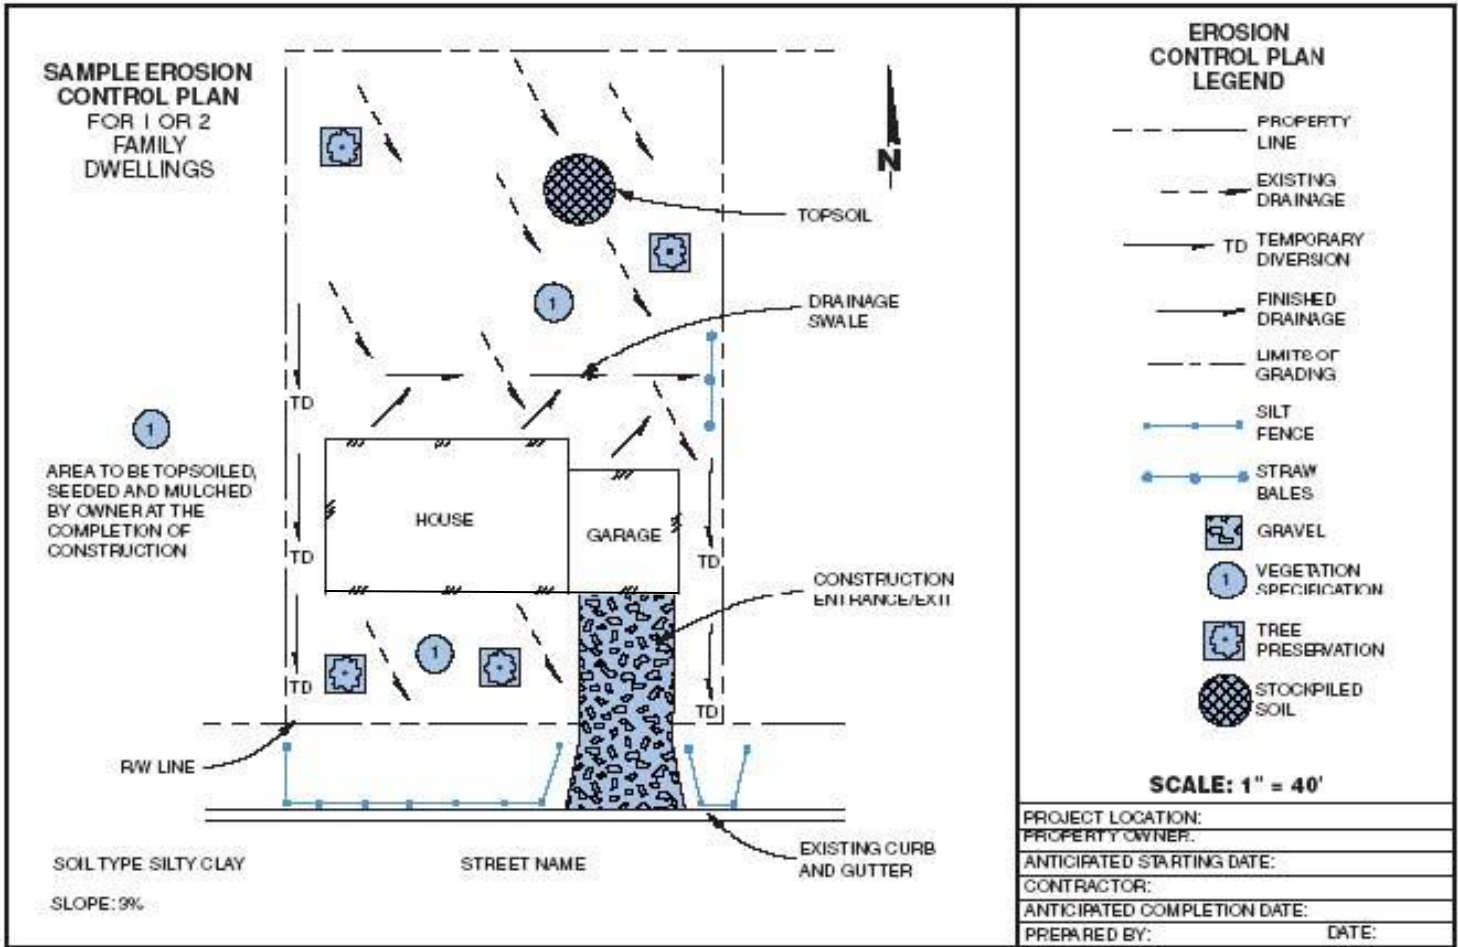 SAMPLE EROSION
CONTROL PLAN
FOR 1 OR 2
FAMILY
DWELLINGS
N
TOPSOIL
1
DRAINAGE
SWALE
TD
1
AREA TO BE TOPSOILED,
SEEDED AND MULCHED
BY OWNER AT THE
COMPLETION OF
CONSTRUCTION
HOUSE
GARAGE
TD
TD
CONSTRUCTION
ENTRANCE/EXIT
1
TD
TD
R/W LINE
EXISTING CURB
AND GUTTER
SOIL TYPE SILTY CLAY
STREET NAME
SLOPE: 9%
EROSION
CONTROL PLAN
LEGEND
PROPERTY
LINE
EXISTING
DRAINAGE
TD TEMPORARY
DIVERSION
FINISHED
DRAINAGE
LIMITS OF
GRADING
SILT
FENCE
STRAW
BALES
GRAVEL
1 VEGETATION
SPECIFICATION
TREE
PRESERVATION
STOCKPILED
SOIL
SCALE: 1" = 40'
PROJECT LOCATION:
PROPERTY OWNER:
ANTICIPATED STARTING DATE:
CONTRACTOR:
ANTICIPATED COMPLETION DATE:
PREPARED BY: DATE: